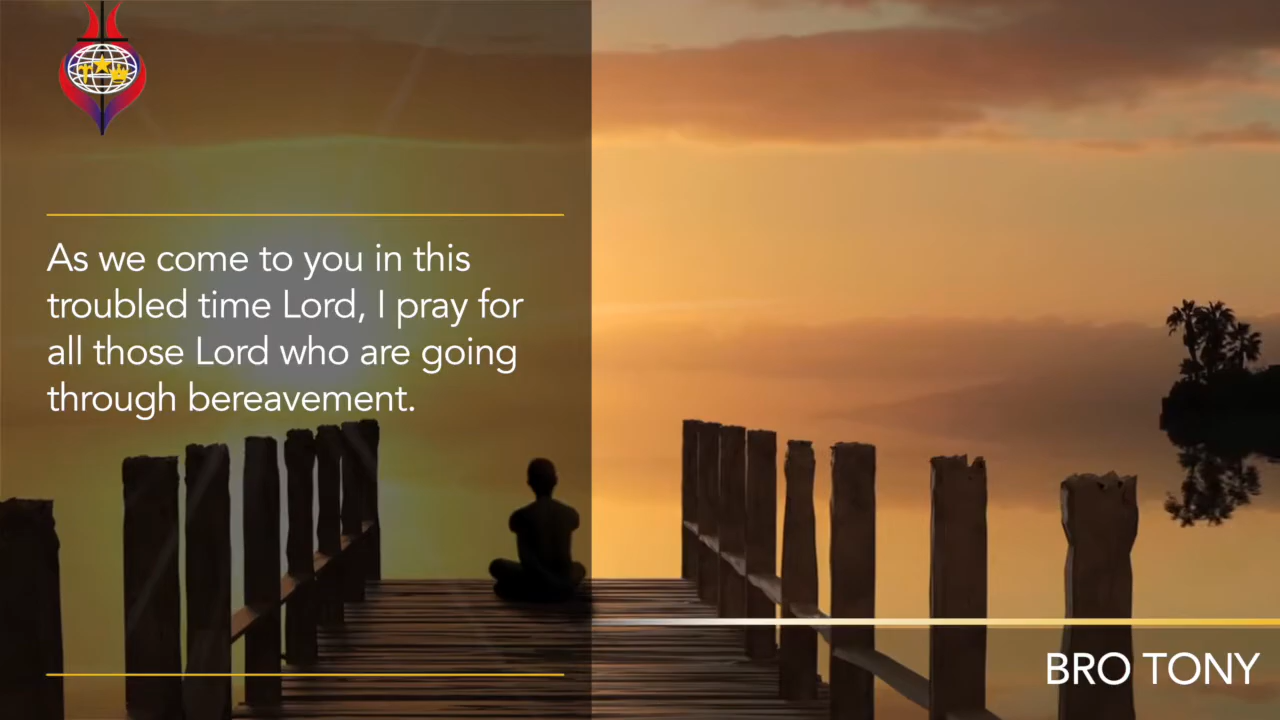 As we come to you in this
troubled time Lord, I pray for
all those Lord who are going
through bereavement.
BRO TONY